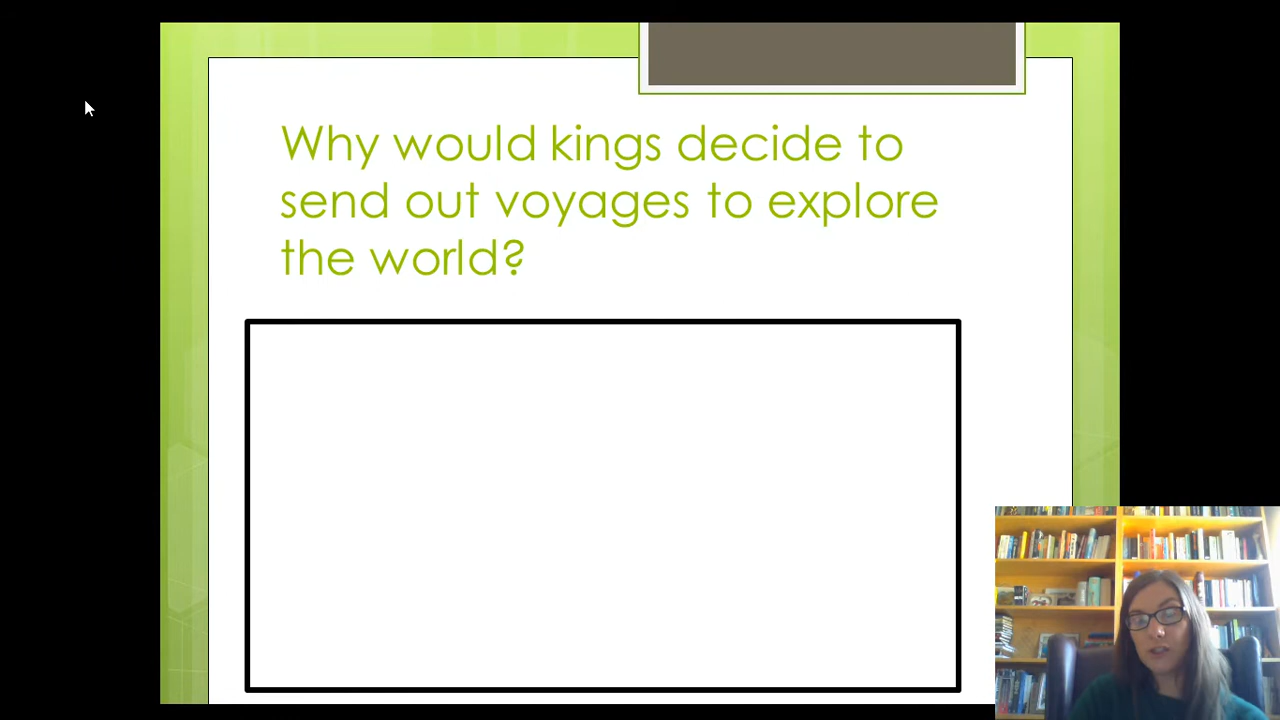 Why would kings decide to
send out voyages to explore
the world?